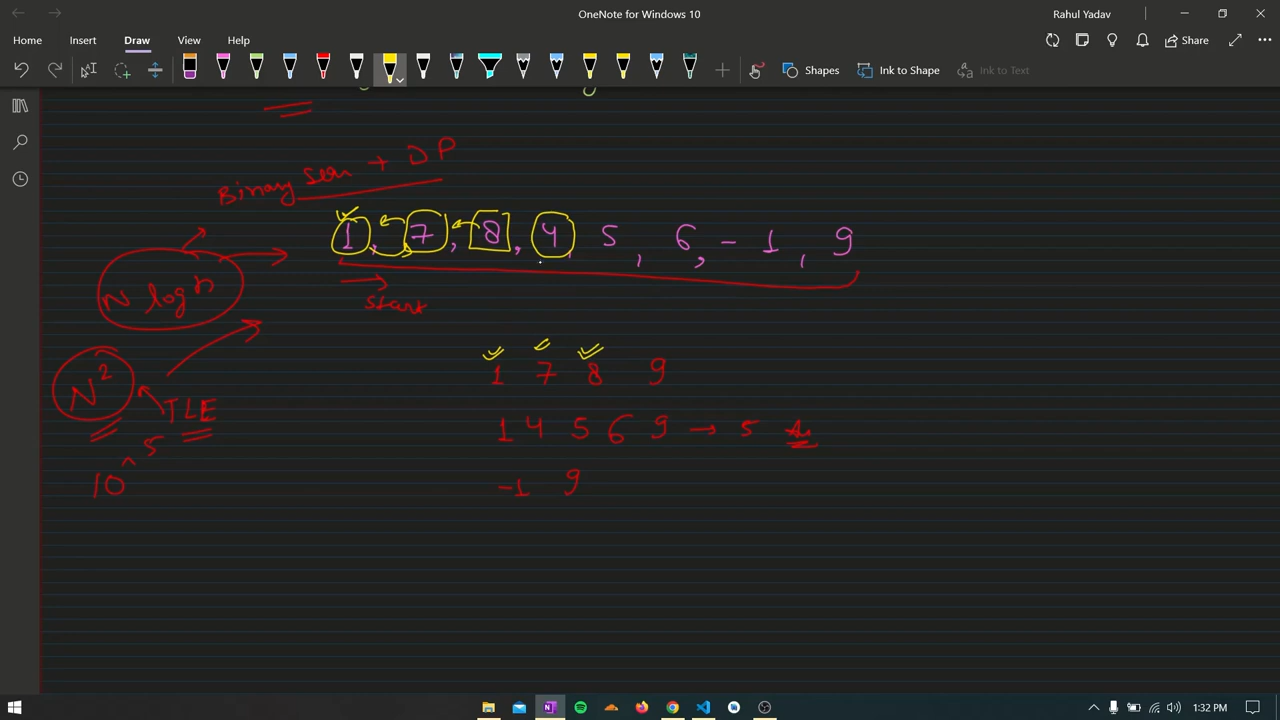 OneNote for Windows 10
Rahul Yadav
Home Insert Draw View Help
Share
Shapes Ink to Shape Ink to Text
Binary Sear + DP
1, 7, 8, 4, 5, 6, -1, 9
Start
N log n
N^2
TLE
10^5
1 7 8 9
1 4 5 6 9 → 5
-1 9
1:32 PM